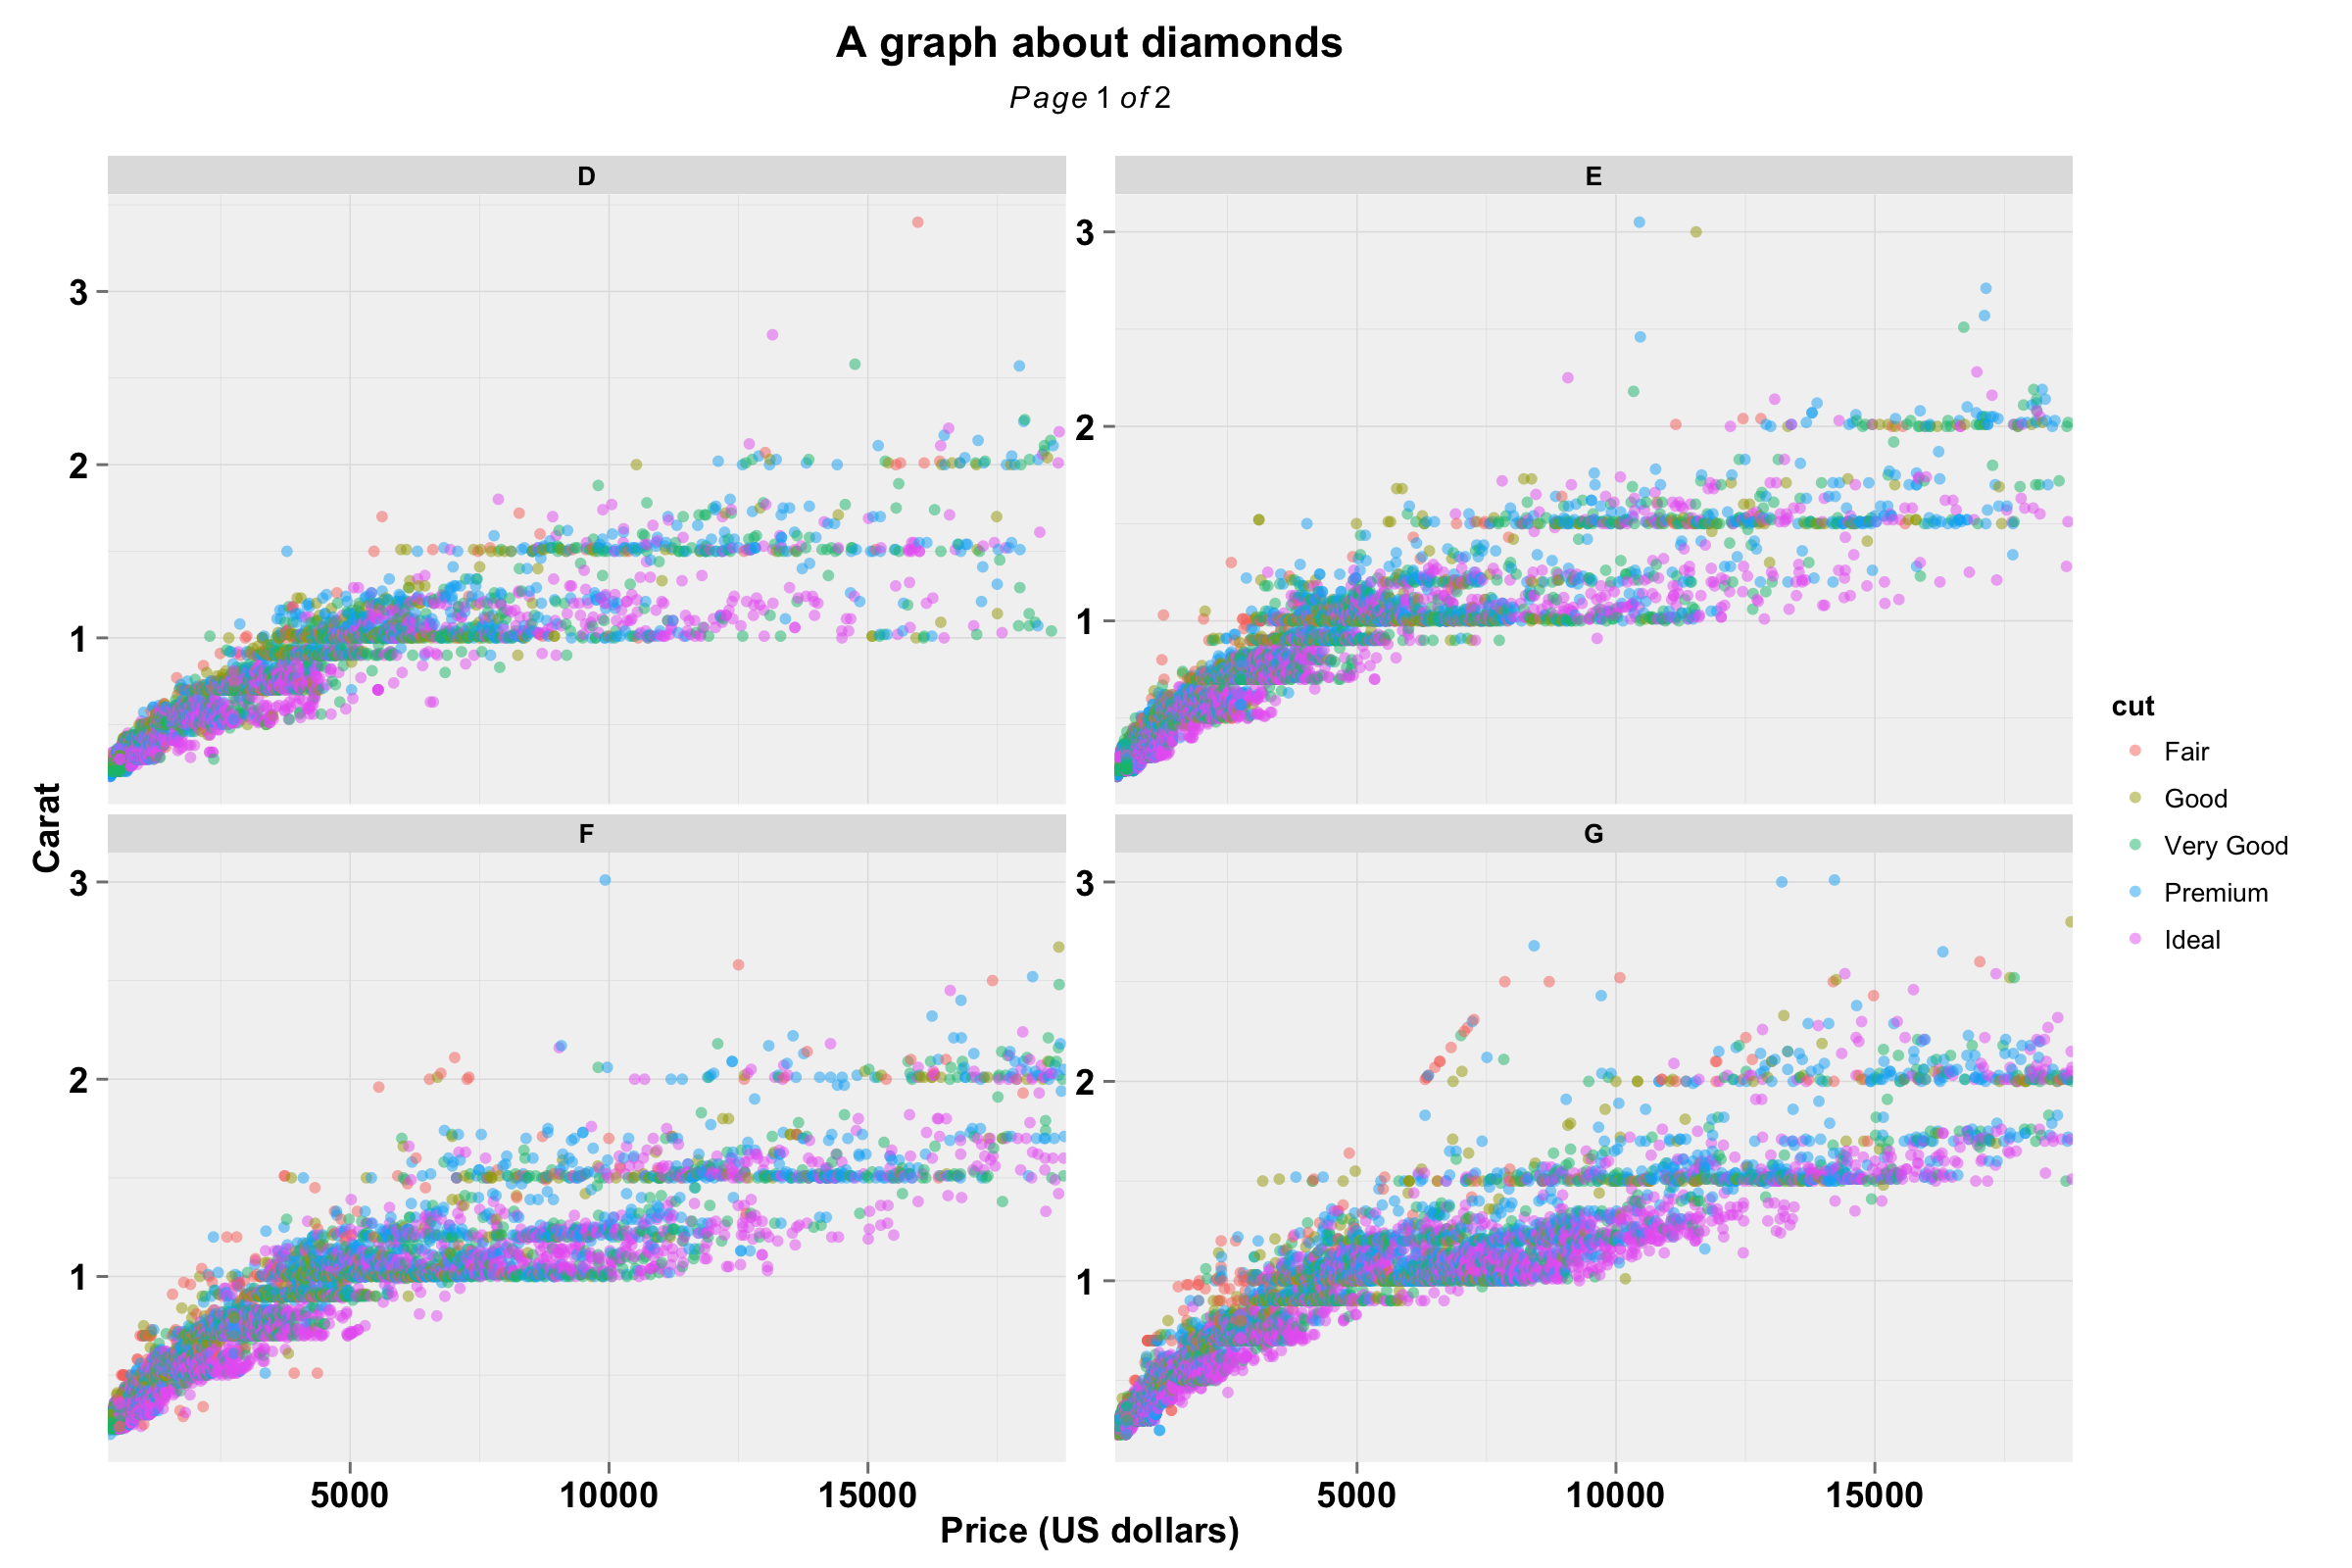 A graph about diamonds
Page 1 of 2
D
E
3
2
1
3
2
1
F
G
3
2
1
3
2
1
Carat
5000 10000 15000
5000 10000 15000
Price (US dollars)
cut
Fair
Good
Very Good
Premium
Ideal